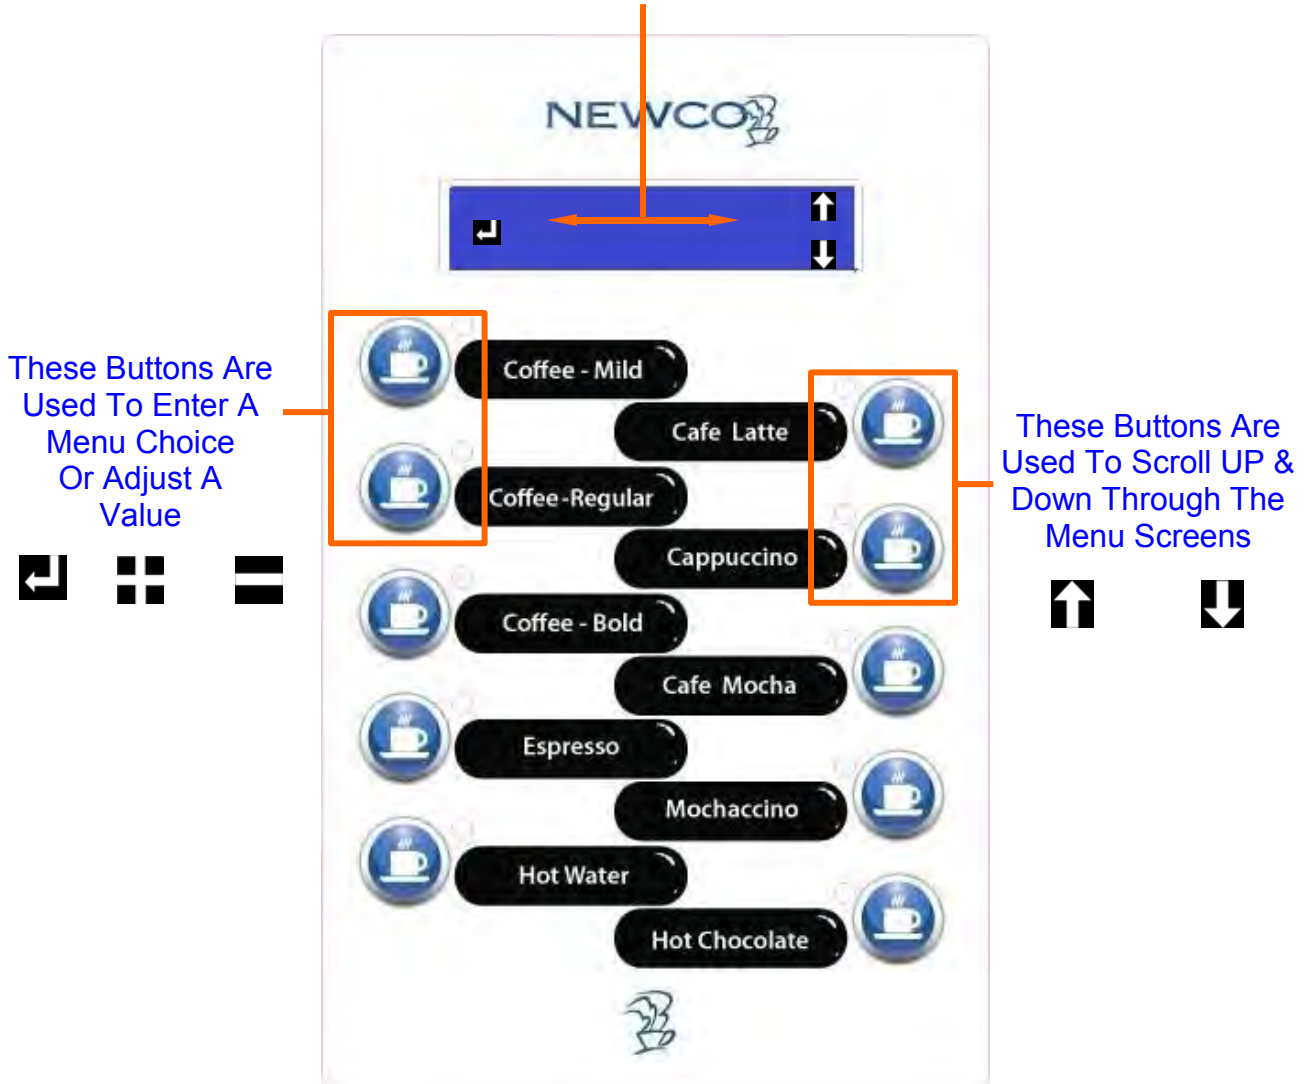 NEWCO
These Buttons Are
Used To Enter A
Menu Choice
Or Adjust A
Value
Coffee - Mild
Cafe Latte
Coffee-Regular
Cappuccino
Coffee - Bold
Cafe Mocha
Espresso
Mochaccino
Hot Water
Hot Chocolate
These Buttons Are
Used To Scroll UP &
Down Through The
Menu Screens